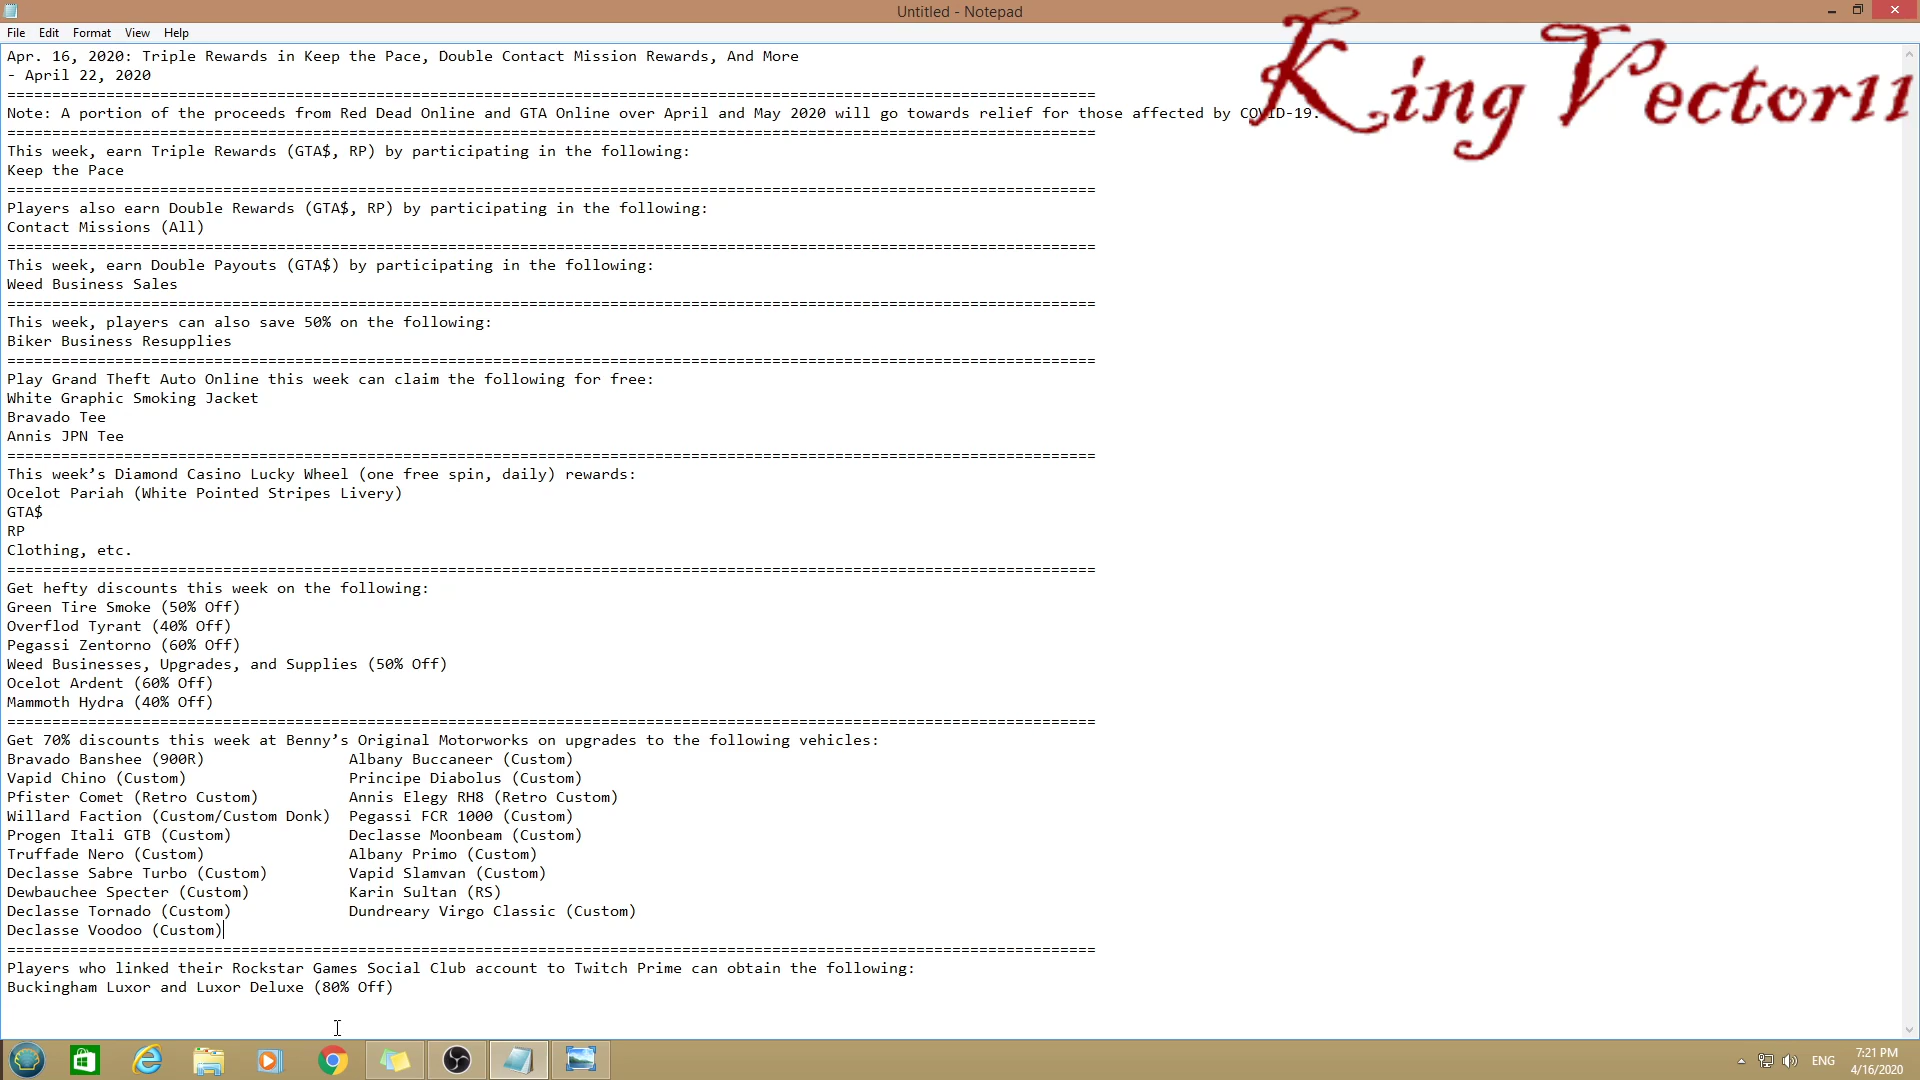 Untitled - Notepad
File Edit Format View Help
King Vector11
Apr. 16, 2020: Triple Rewards in Keep the Pace, Double Contact Mission Rewards, And More
- April 22, 2020
=========================================================================================================================
Note: A portion of the proceeds from Red Dead Online and GTA Online over April and May 2020 will go towards relief for those affected by COVID-19.
=========================================================================================================================
This week, earn Triple Rewards (GTA$, RP) by participating in the following:
Keep the Pace
=========================================================================================================================
Players also earn Double Rewards (GTA$, RP) by participating in the following:
Contact Missions (All)
=========================================================================================================================
This week, earn Double Payouts (GTA$) by participating in the following:
Weed Business Sales
=========================================================================================================================
This week, players can also save 50% on the following:
Biker Business Resupplies
=========================================================================================================================
Play Grand Theft Auto Online this week can claim the following for free:
White Graphic Smoking Jacket
Bravado Tee
Annis JPN Tee
=========================================================================================================================
This week’s Diamond Casino Lucky Wheel (one free spin, daily) rewards:
Ocelot Pariah (White Pointed Stripes Livery)
GTA$
RP
Clothing, etc.
=========================================================================================================================
Get hefty discounts this week on the following:
Green Tire Smoke (50% Off)
Overflod Tyrant (40% Off)
Pegassi Zentorno (60% Off)
Weed Businesses, Upgrades, and Supplies (50% Off)
Ocelot Ardent (60% Off)
Mammoth Hydra (40% Off)
=========================================================================================================================
Get 70% discounts this week at Benny’s Original Motorworks on upgrades to the following vehicles:
Bravado Banshee (900R) Albany Buccaneer (Custom)
Vapid Chino (Custom) Principe Diabolus (Custom)
Pfister Comet (Retro Custom) Annis Elegy RH8 (Retro Custom)
Willard Faction (Custom/Custom Donk) Pegassi FCR 1000 (Custom)
Progen Itali GTB (Custom) Declasse Moonbeam (Custom)
Truffade Nero (Custom) Albany Primo (Custom)
Declasse Sabre Turbo (Custom) Vapid Slamvan (Custom)
Dewbauchee Specter (Custom) Karin Sultan (RS)
Declasse Tornado (Custom) Dundreary Virgo Classic (Custom)
Declasse Voodoo (Custom)
=========================================================================================================================
Players who linked their Rockstar Games Social Club account to Twitch Prime can obtain the following:
Buckingham Luxor and Luxor Deluxe (80% Off)
ENG
7:21 PM
4/16/2020